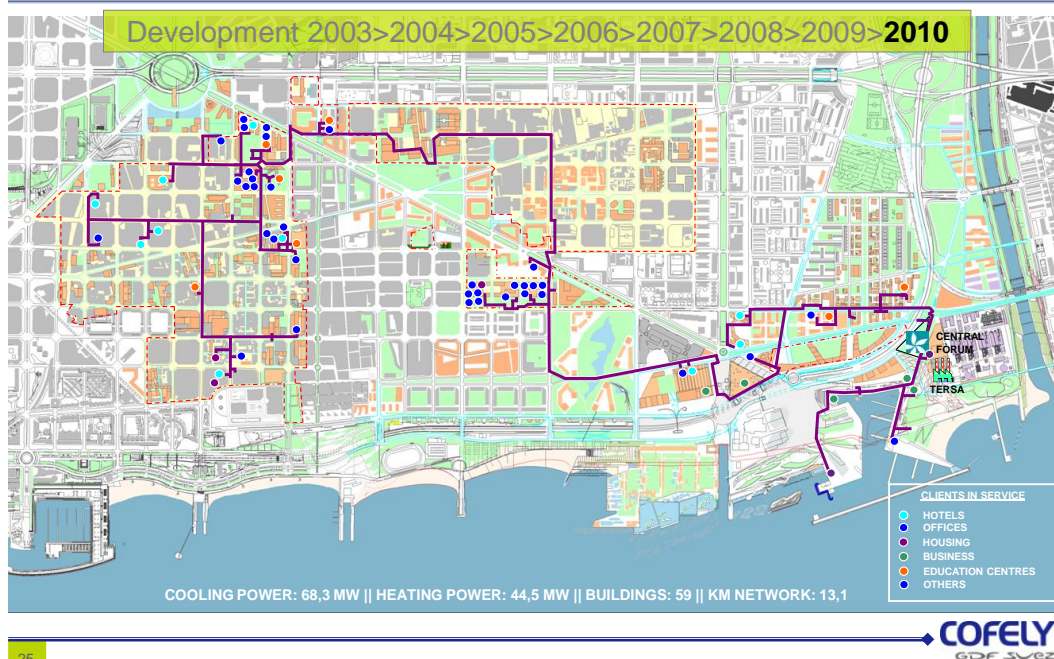 Development 2003>2004>2005>2006>2007>2008>2009>2010
CENTRAL
FORUM
TERSA
CLIENTS IN SERVICE
HOTELS
OFFICES
HOUSING
BUSINESS
EDUCATION CENTRES
OTHERS
COOLING POWER: 68,3 MW || HEATING POWER: 44,5 MW || BUILDINGS: 59 || KM NETWORK: 13,1
COFELY
GDF SUEZ